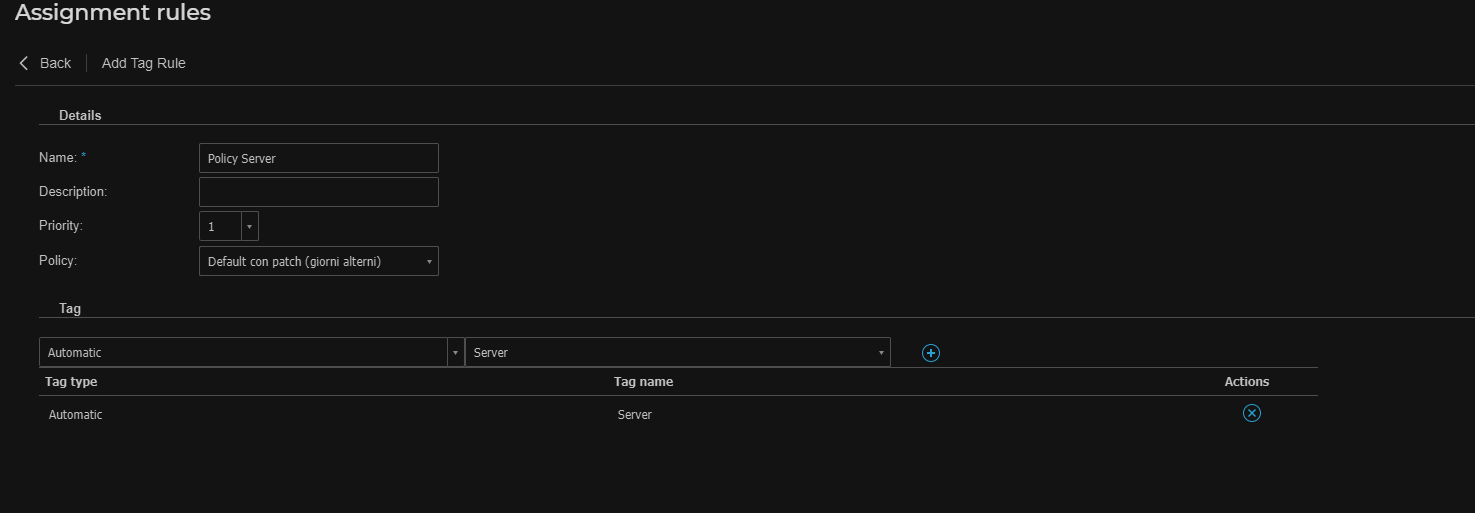 Assignment rules
Back Add Tag Rule
Details
Name: * Policy Server
Description:
Priority: 1
Policy: Default con patch (giorni alterni)
Tag
Automatic Server
Tag type Tag name Actions
Automatic Server